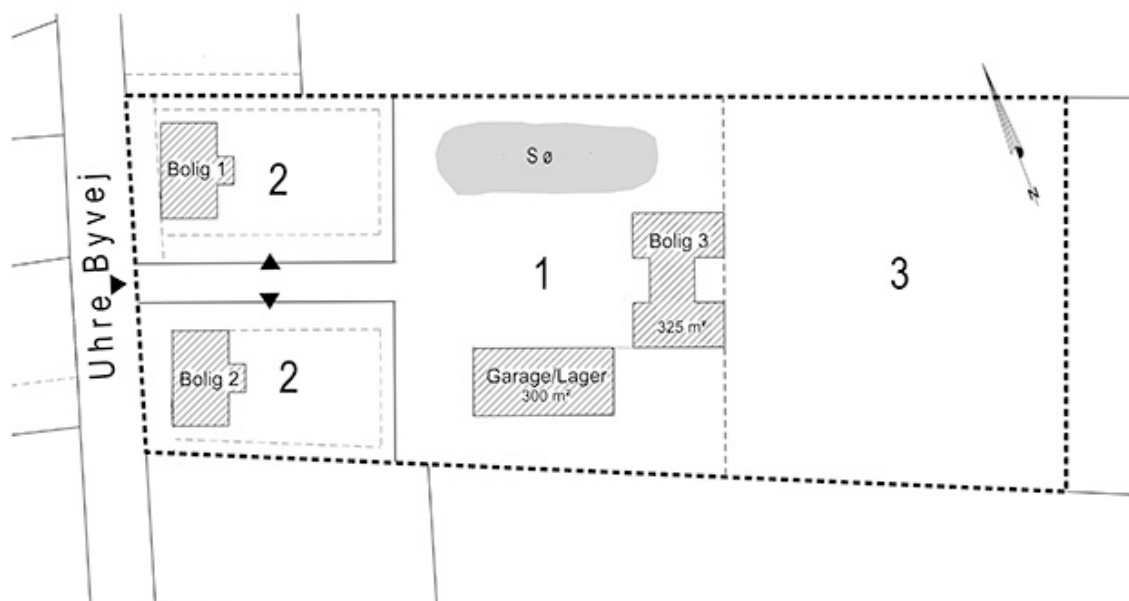 Uhre Byvej
Bolig 1
2
Sø
Bolig 3
325 m²
1
3
N
Bolig 2
2
Garage/Lager
300 m²